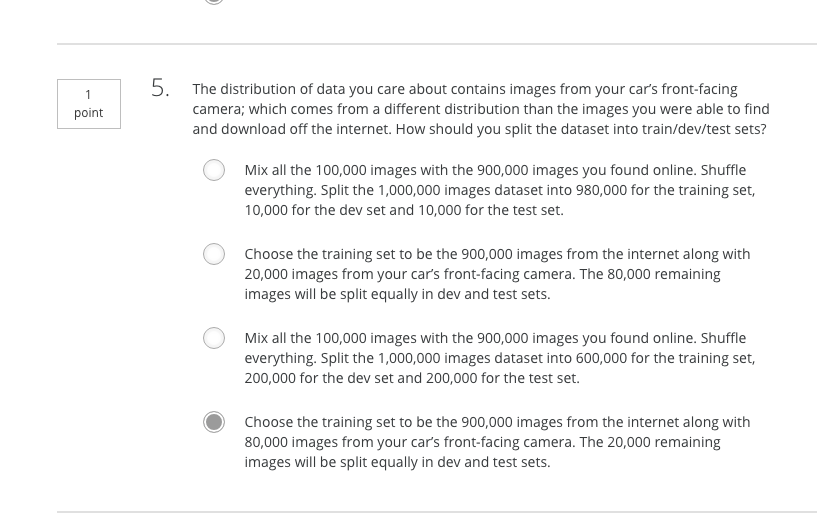 1
point
5.
The distribution of data you care about contains images from your car’s front-facing
camera; which comes from a different distribution than the images you were able to find
and download off the internet. How should you split the dataset into train/dev/test sets?
Mix all the 100,000 images with the 900,000 images you found online. Shuffle
everything. Split the 1,000,000 images dataset into 980,000 for the training set,
10,000 for the dev set and 10,000 for the test set.
Choose the training set to be the 900,000 images from the internet along with
20,000 images from your car’s front-facing camera. The 80,000 remaining
images will be split equally in dev and test sets.
Mix all the 100,000 images with the 900,000 images you found online. Shuffle
everything. Split the 1,000,000 images dataset into 600,000 for the training set,
200,000 for the dev set and 200,000 for the test set.
Choose the training set to be the 900,000 images from the internet along with
80,000 images from your car’s front-facing camera. The 20,000 remaining
images will be split equally in dev and test sets.